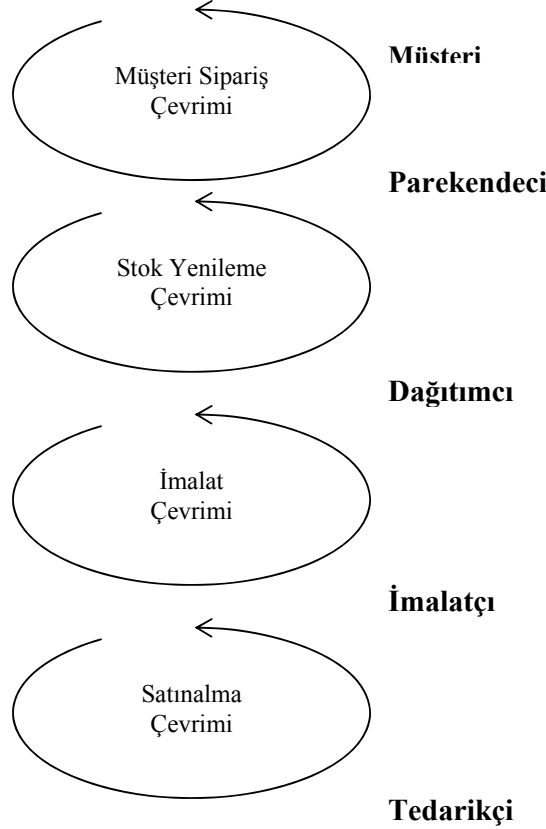 Müşteri
Müşteri Sipariş
Çevrimi
Parekendeci
Stok Yenileme
Çevrimi
Dağıtımcı
İmalat
Çevrimi
İmalatçı
Satınalma
Çevrimi
Tedarikçi